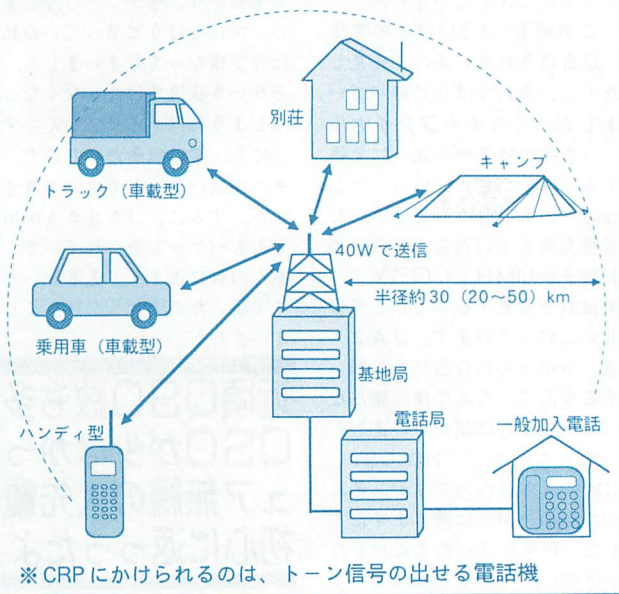 別荘
トラック（車載型）
キャンプ
40Wで送信
半径約30（20～50）km
乗用車（車載型）
基地局
ハンディ型
電話局
一般加入電話
※CRPにかけられるのは、トーン信号の出せる電話機